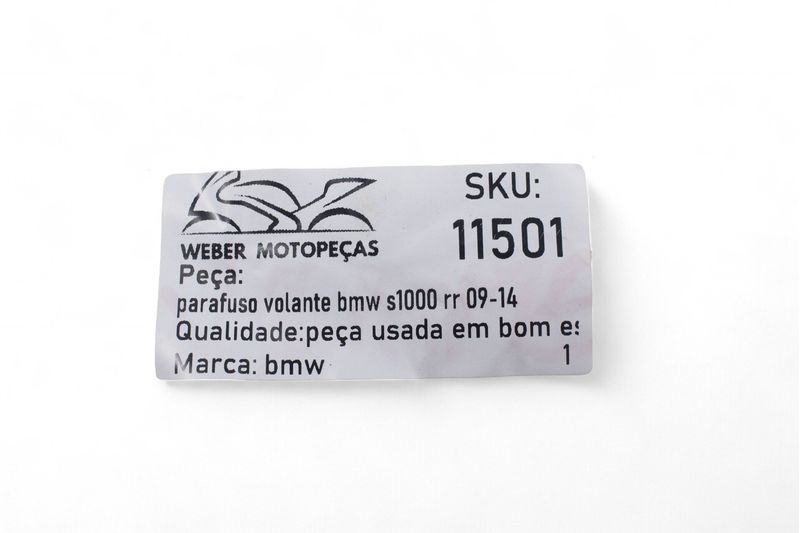 WEBER MOTOPEÇAS
SKU:
11501
Peça:
parafuso volante bmw s1000 rr 09-14
Qualidade:peça usada em bom es
Marca: bmw
1